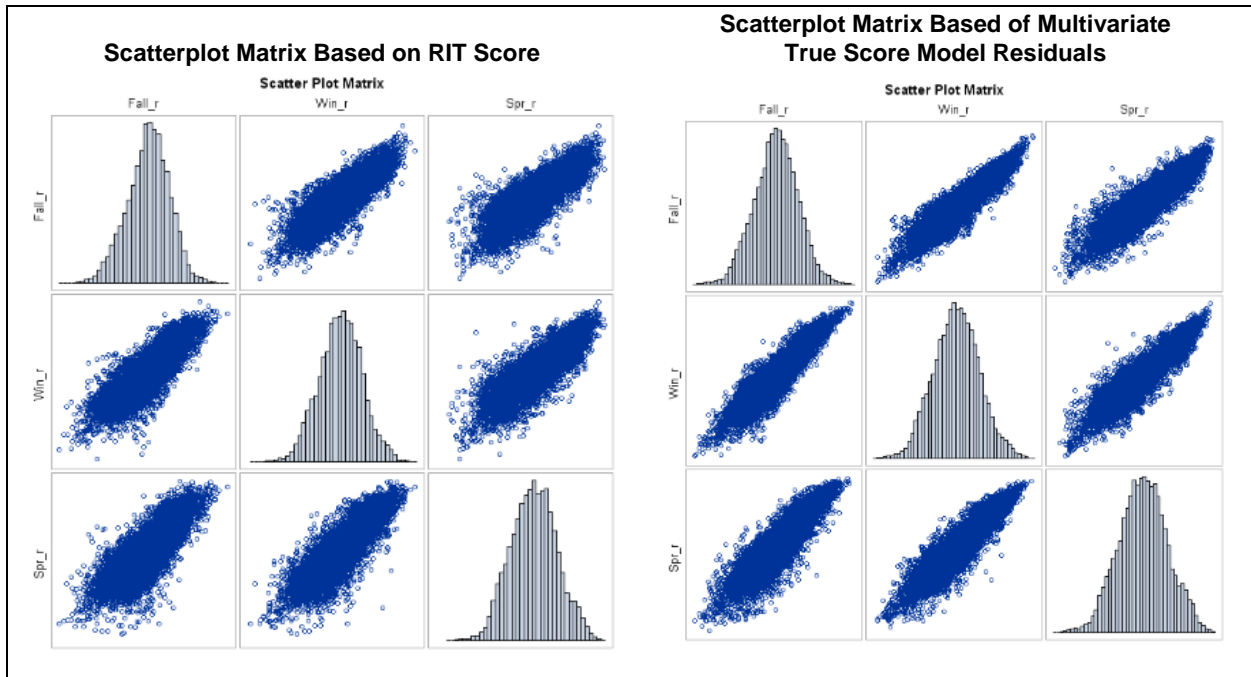 Scatterplot Matrix Based on RIT Score
Scatter Plot Matrix
Fall_r Win_r Spr_r
Fall_r
Win_r
Spr_r
Scatterplot Matrix Based of Multivariate
True Score Model Residuals
Scatter Plot Matrix
Fall_r Win_r Spr_r
Fall_r
Win_r
Spr_r